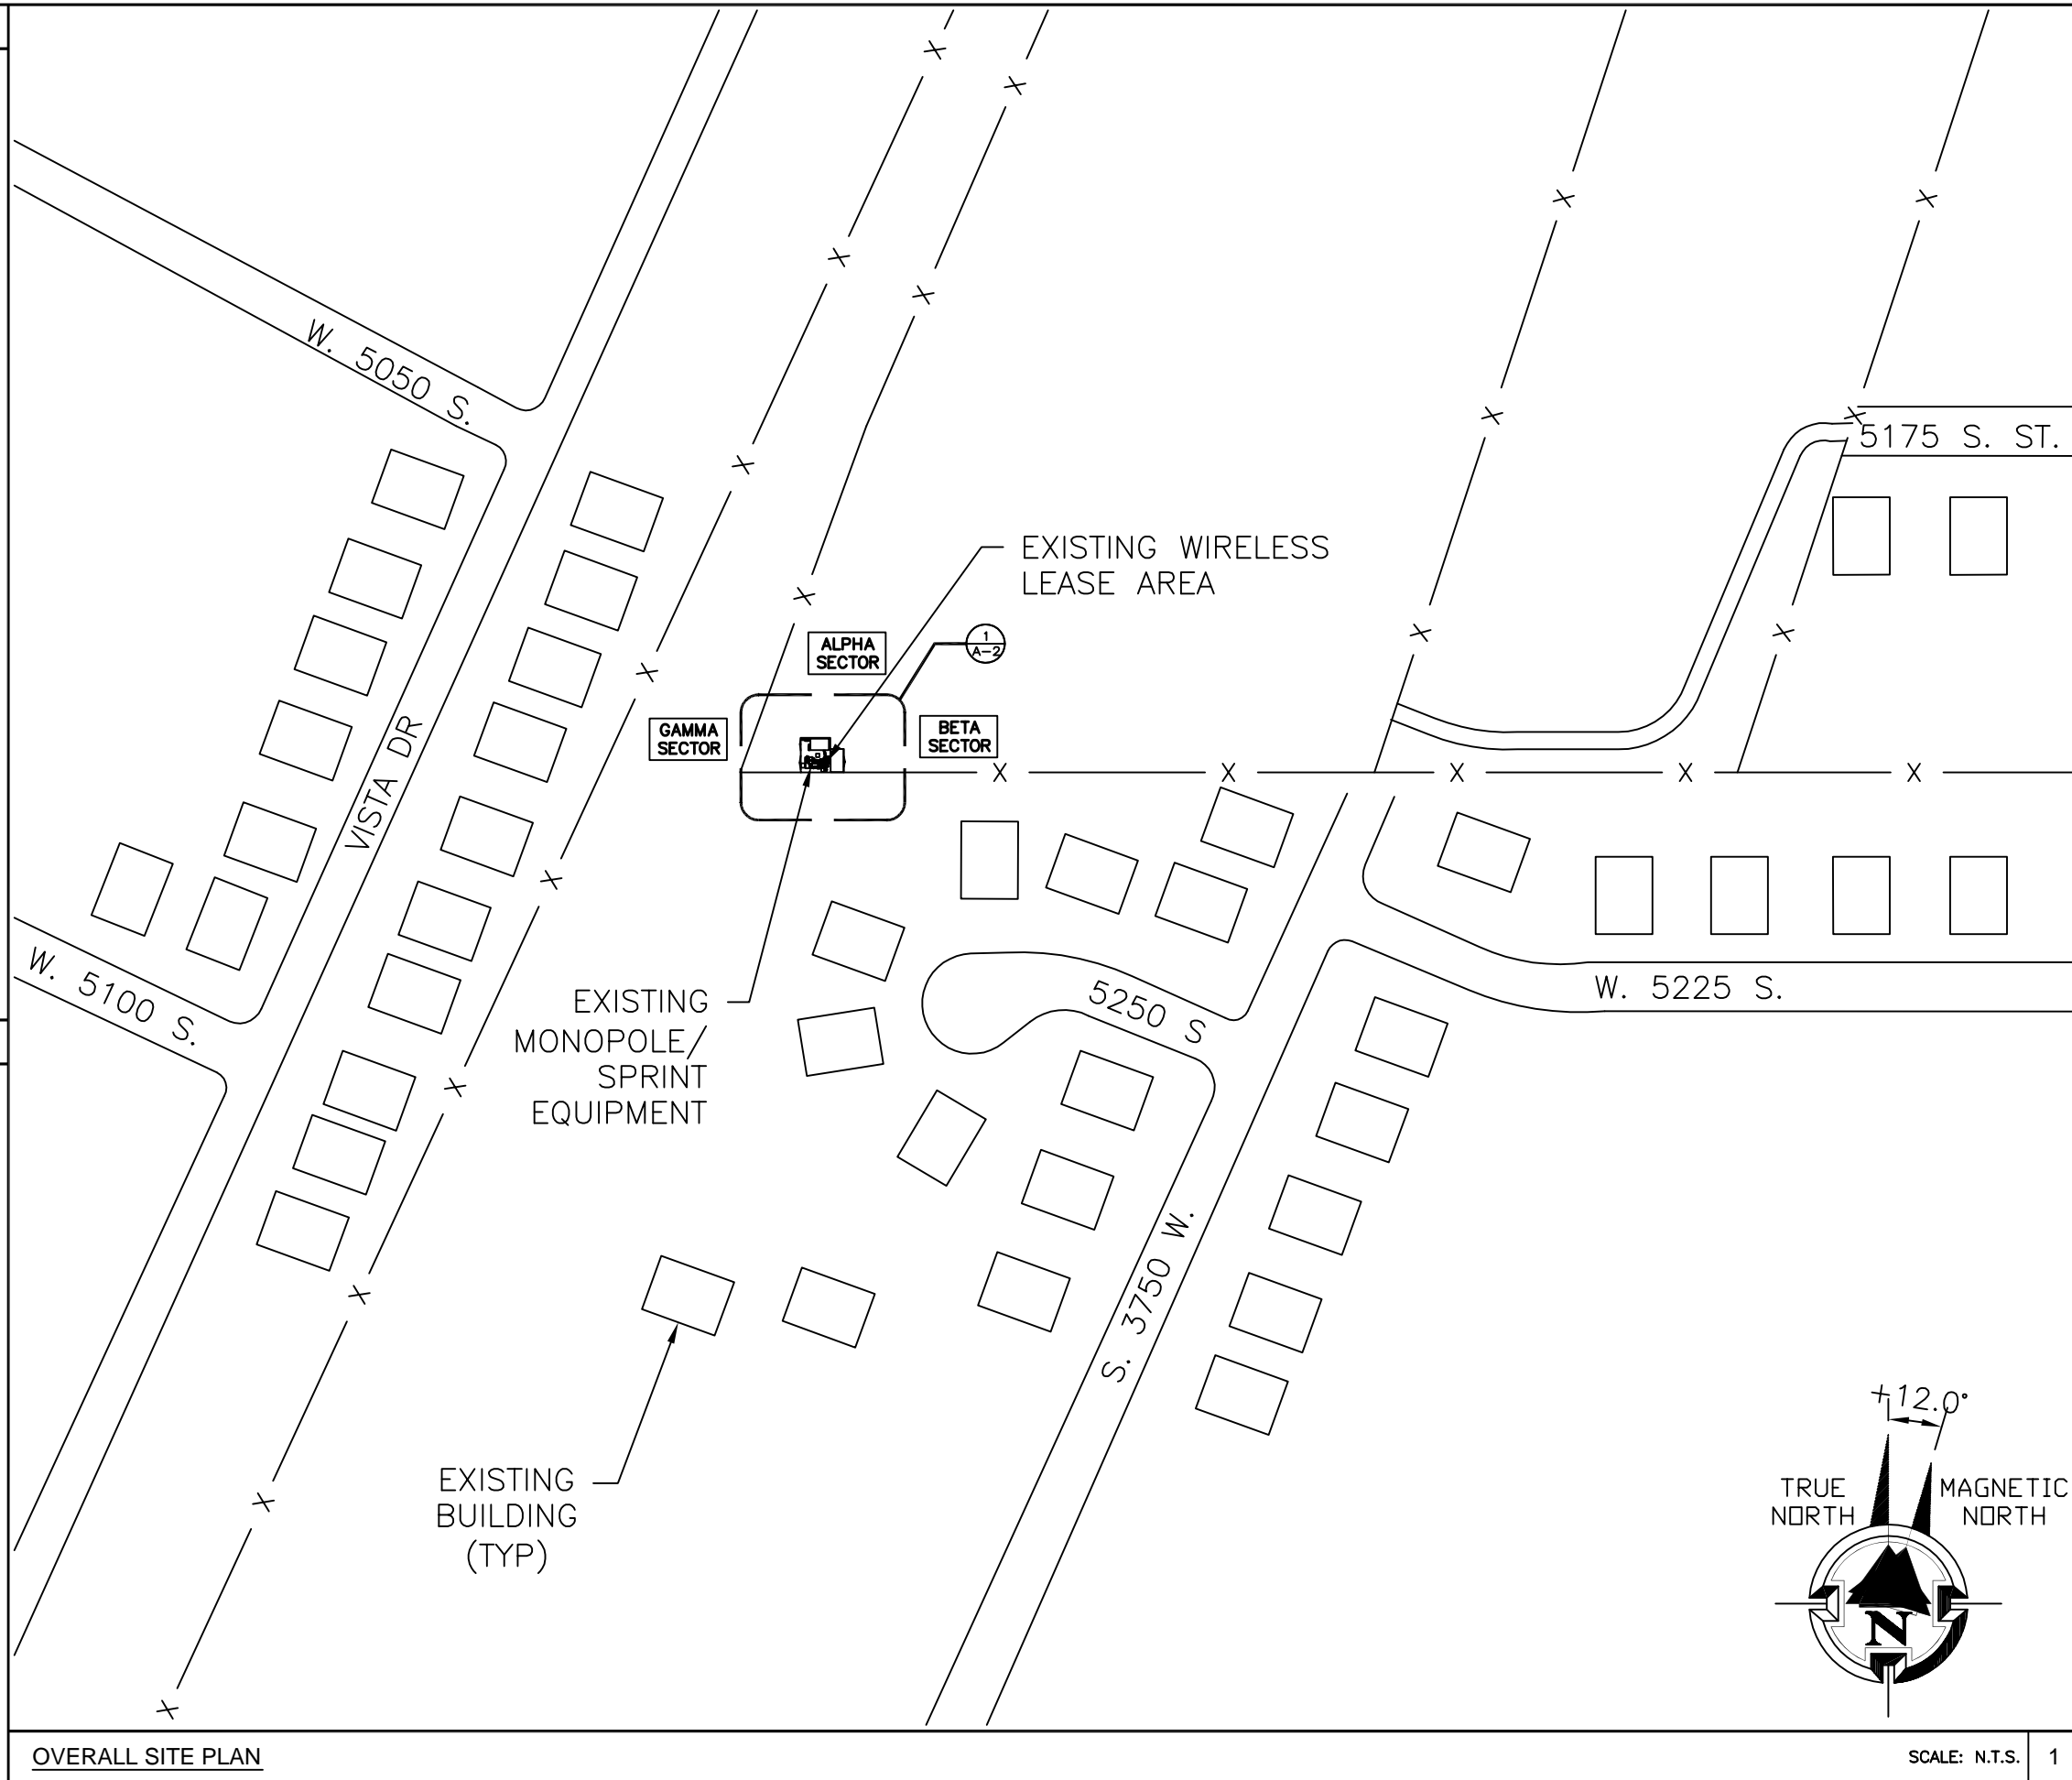 W. 5050 S.
5175 S. ST.
EXISTING WIRELESS
LEASE AREA
ALPHA
SECTOR
1
A-2
GAMMA
SECTOR
BETA
SECTOR
VISTA DR
W. 5100 S.
W. 5225 S.
5250 S
EXISTING
MONOPOLE/
SPRINT
EQUIPMENT
S. 3750 W.
EXISTING
BUILDING
(TYP)
+12.0°
TRUE
NORTH
MAGNETIC
NORTH
N
OVERALL SITE PLAN
SCALE: N.T.S.
1